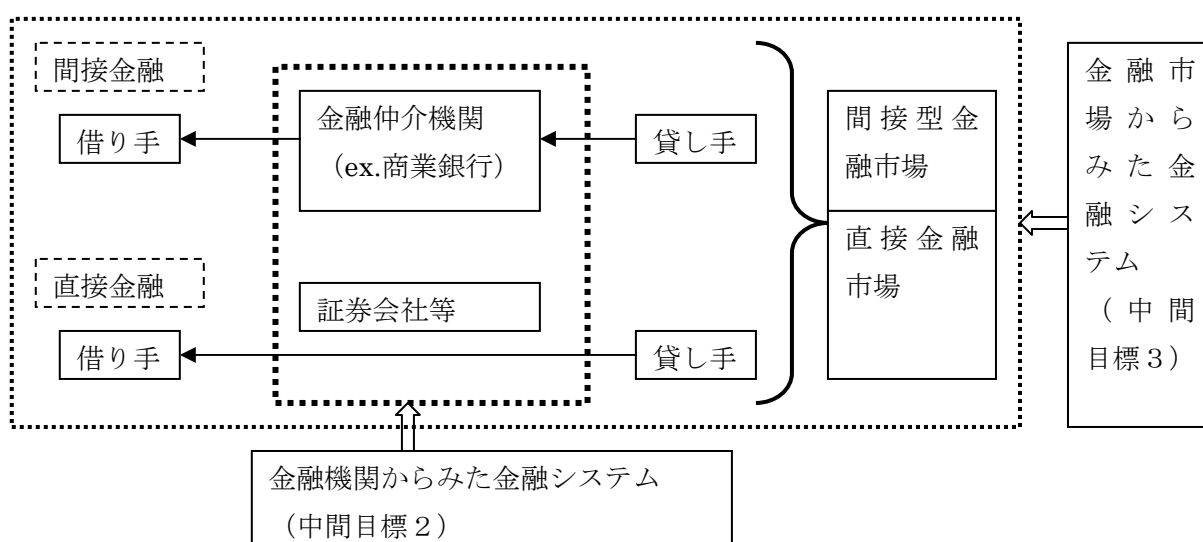 間接金融
借り手
金融仲介機関
（ex.商業銀行）
貸し手
直接金融
証券会社等
借り手
貸し手
間接型金
融市場
直接金融
市場
金融市
場から
みた金
融シス
テム
（中間
目標３）
金融機関からみた金融システム
（中間目標２）